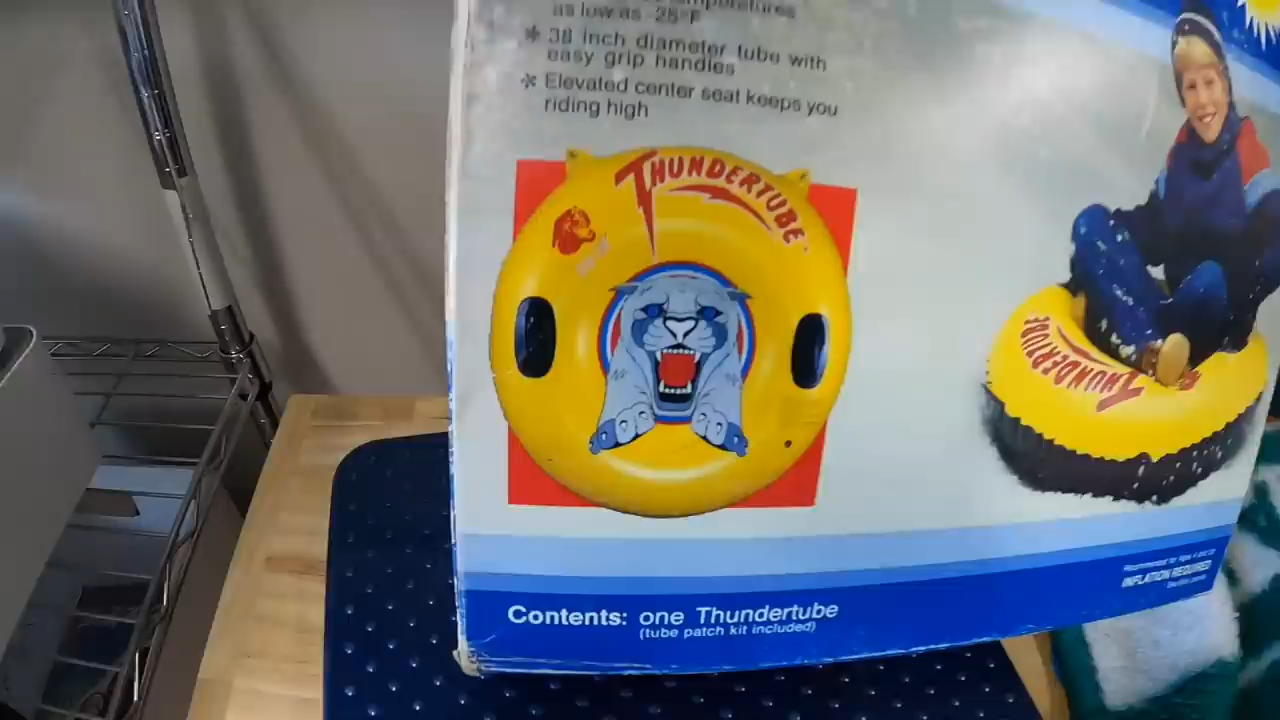 temperatures
as low as -25°F
* 38 inch diameter tube with
easy grip handles
* Elevated center seat keeps you
riding high
THUNDERTUBE
THUNDERTUBE
Contents: one Thundertube
(tube patch kit included)
INFLATION REQUIRED